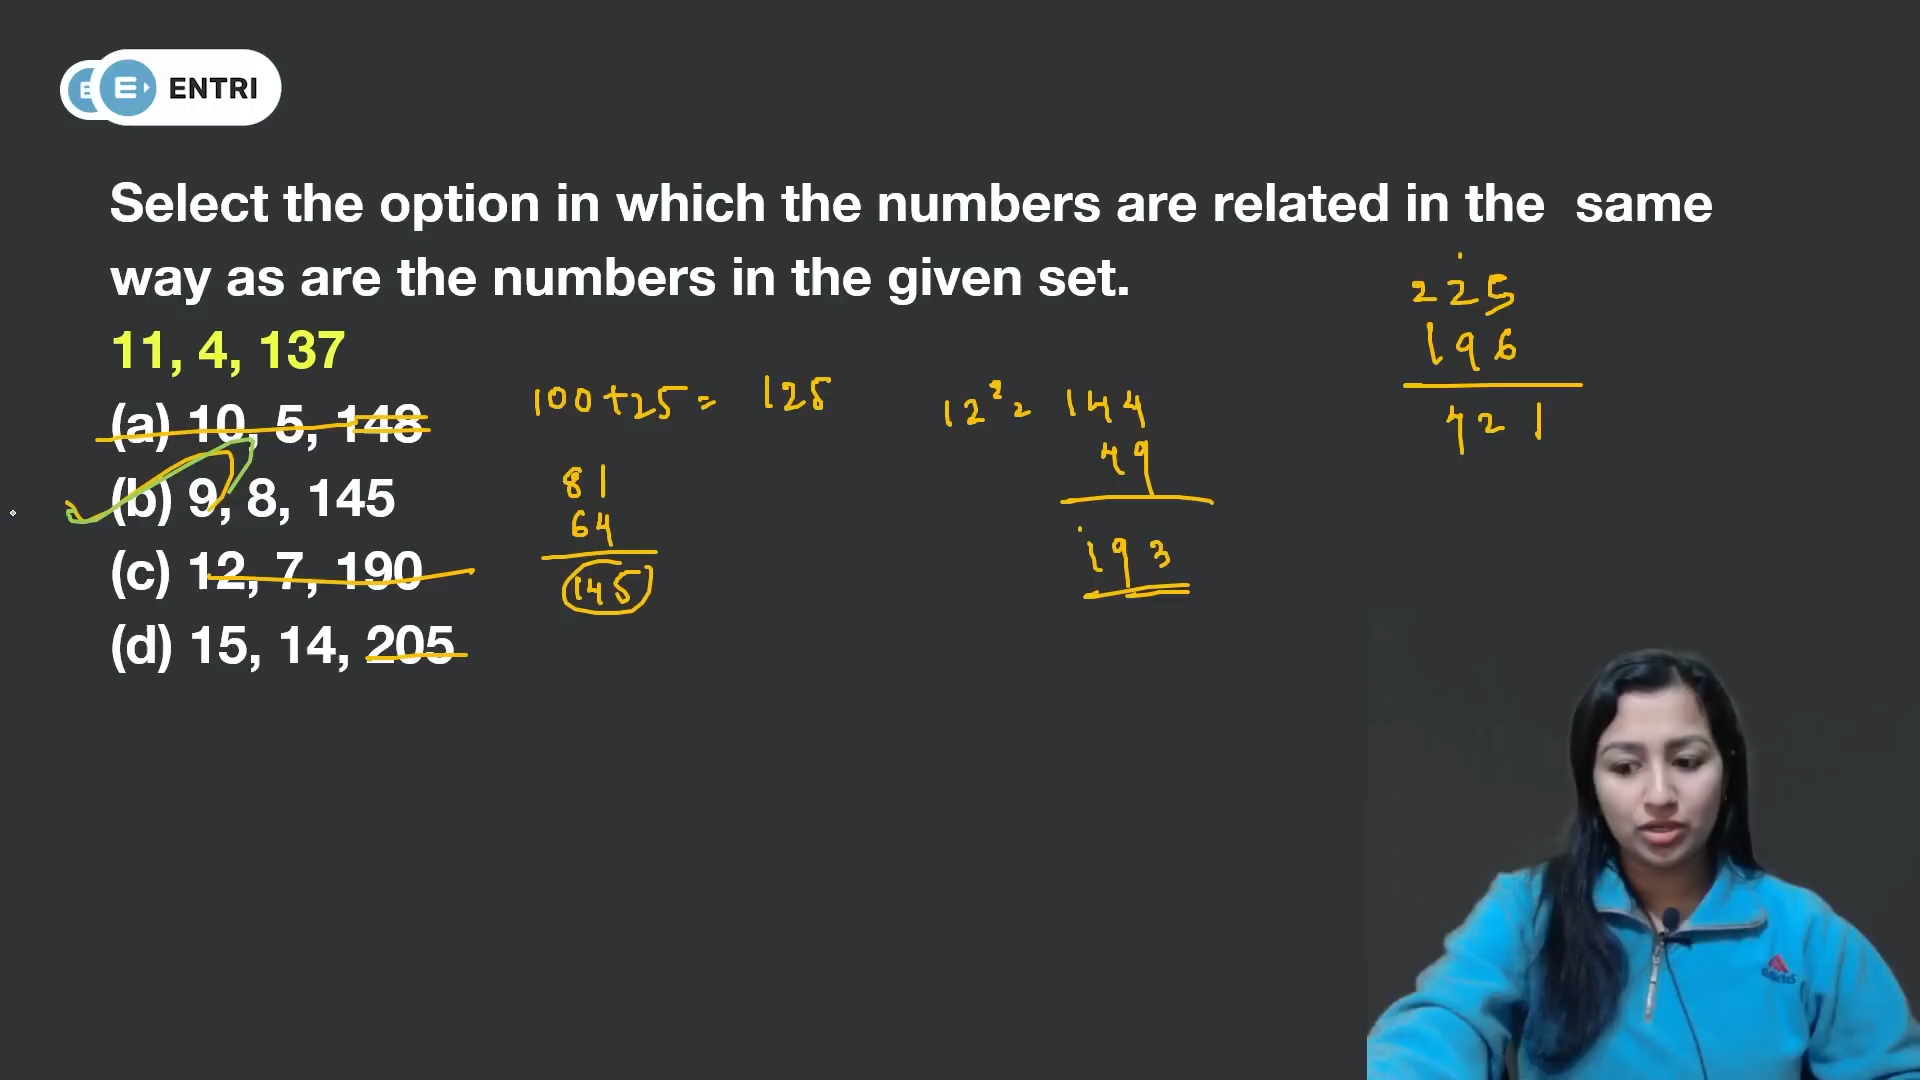 E E ENTRI
Select the option in which the numbers are related in the same
way as are the numbers in the given set.
11, 4, 137
(a) 10, 5, 148
(b) 9, 8, 145
(c) 12, 7, 190
(d) 15, 14, 205
100+25= 125
81
64
145
12² = 144
49
193
225
196
421
adidas